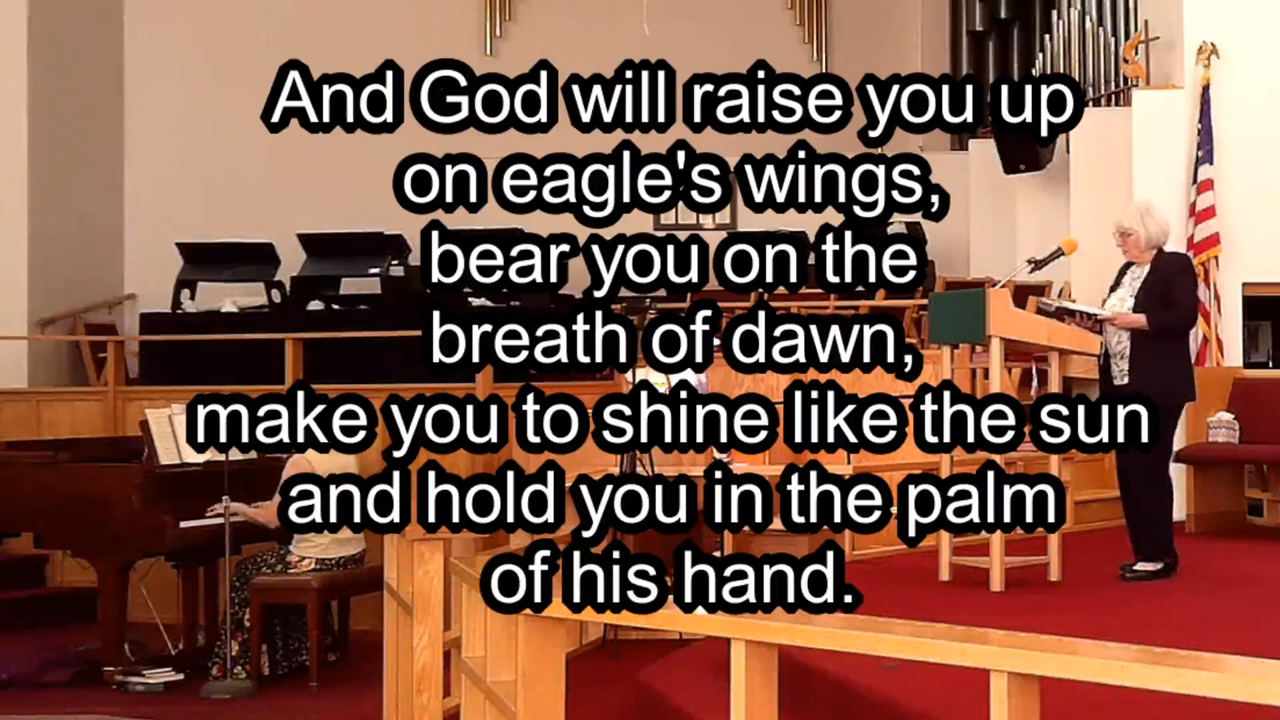 And God will raise you up
on eagle's wings,
bear you on the
breath of dawn,
make you to shine like the sun
and hold you in the palm
of his hand.